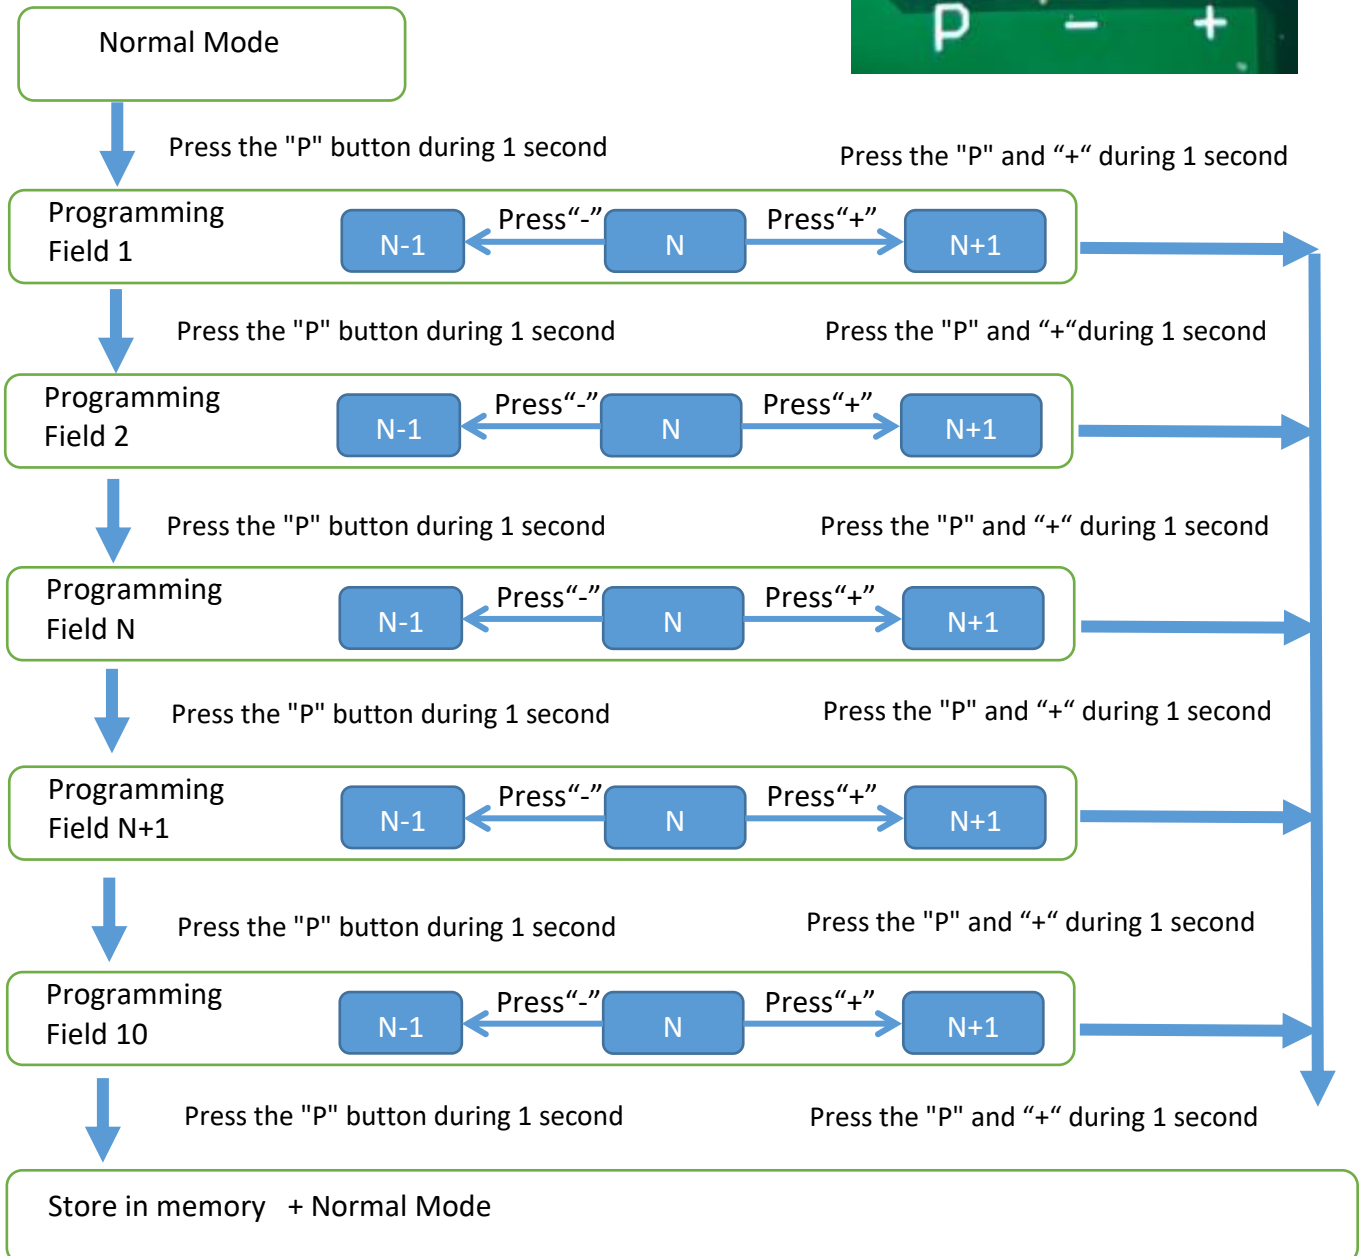 P - +
Normal Mode
Press the "P" button during 1 second
Press the "P" and “+“ during 1 second
Programming
Field 1
N-1 Press“-” N Press“+” N+1
Press the "P" button during 1 second
Press the "P" and “+“during 1 second
Programming
Field 2
N-1 Press“-” N Press“+” N+1
Press the "P" button during 1 second
Press the "P" and “+“ during 1 second
Programming
Field N
N-1 Press“-” N Press“+” N+1
Press the "P" button during 1 second
Press the "P" and “+“ during 1 second
Programming
Field N+1
N-1 Press“-” N Press“+” N+1
Press the "P" button during 1 second
Press the "P" and “+“ during 1 second
Programming
Field 10
N-1 Press“-” N Press“+” N+1
Press the "P" button during 1 second
Press the "P" and “+“ during 1 second
Store in memory + Normal Mode